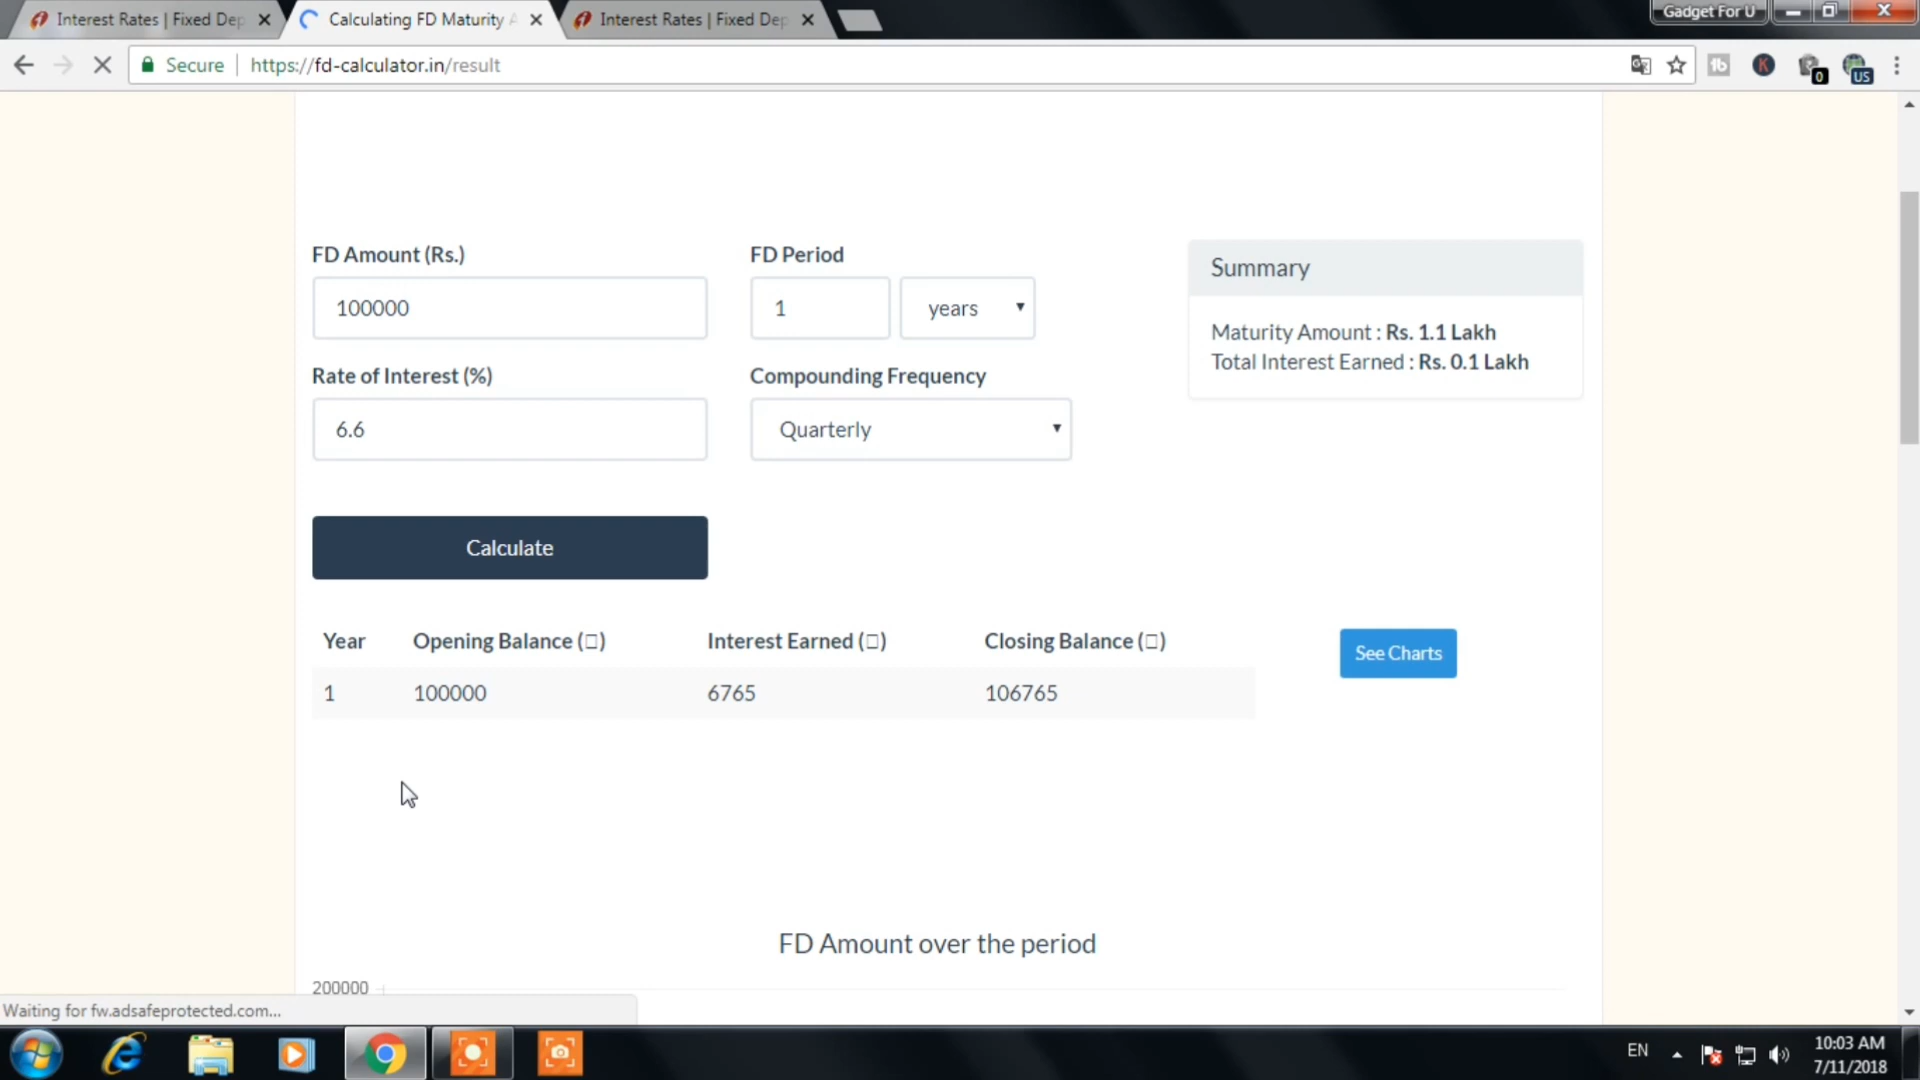 Interest Rates | Fixed Dep
Calculating FD Maturity A
Interest Rates | Fixed Dep
Gadget For U
Secure
https://fd-calculator.in/result
0
US
FD Amount (Rs.)
FD Period
Summary
100000
1
years
Maturity Amount : Rs. 1.1 Lakh
Total Interest Earned : Rs. 0.1 Lakh
Rate of Interest (%)
Compounding Frequency
6.6
Quarterly
Calculate
Year Opening Balance (□) Interest Earned (□) Closing Balance (□)
See Charts
1 100000 6765 106765
FD Amount over the period
200000
Waiting for fw.adsafeprotected.com...
EN
10:03 AM
7/11/2018